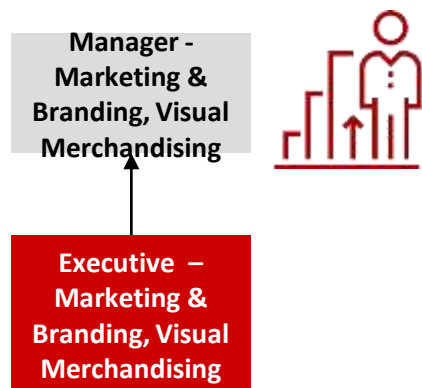 Manager -
Marketing &
Branding, Visual
Merchandising
Executive –
Marketing &
Branding, Visual
Merchandising